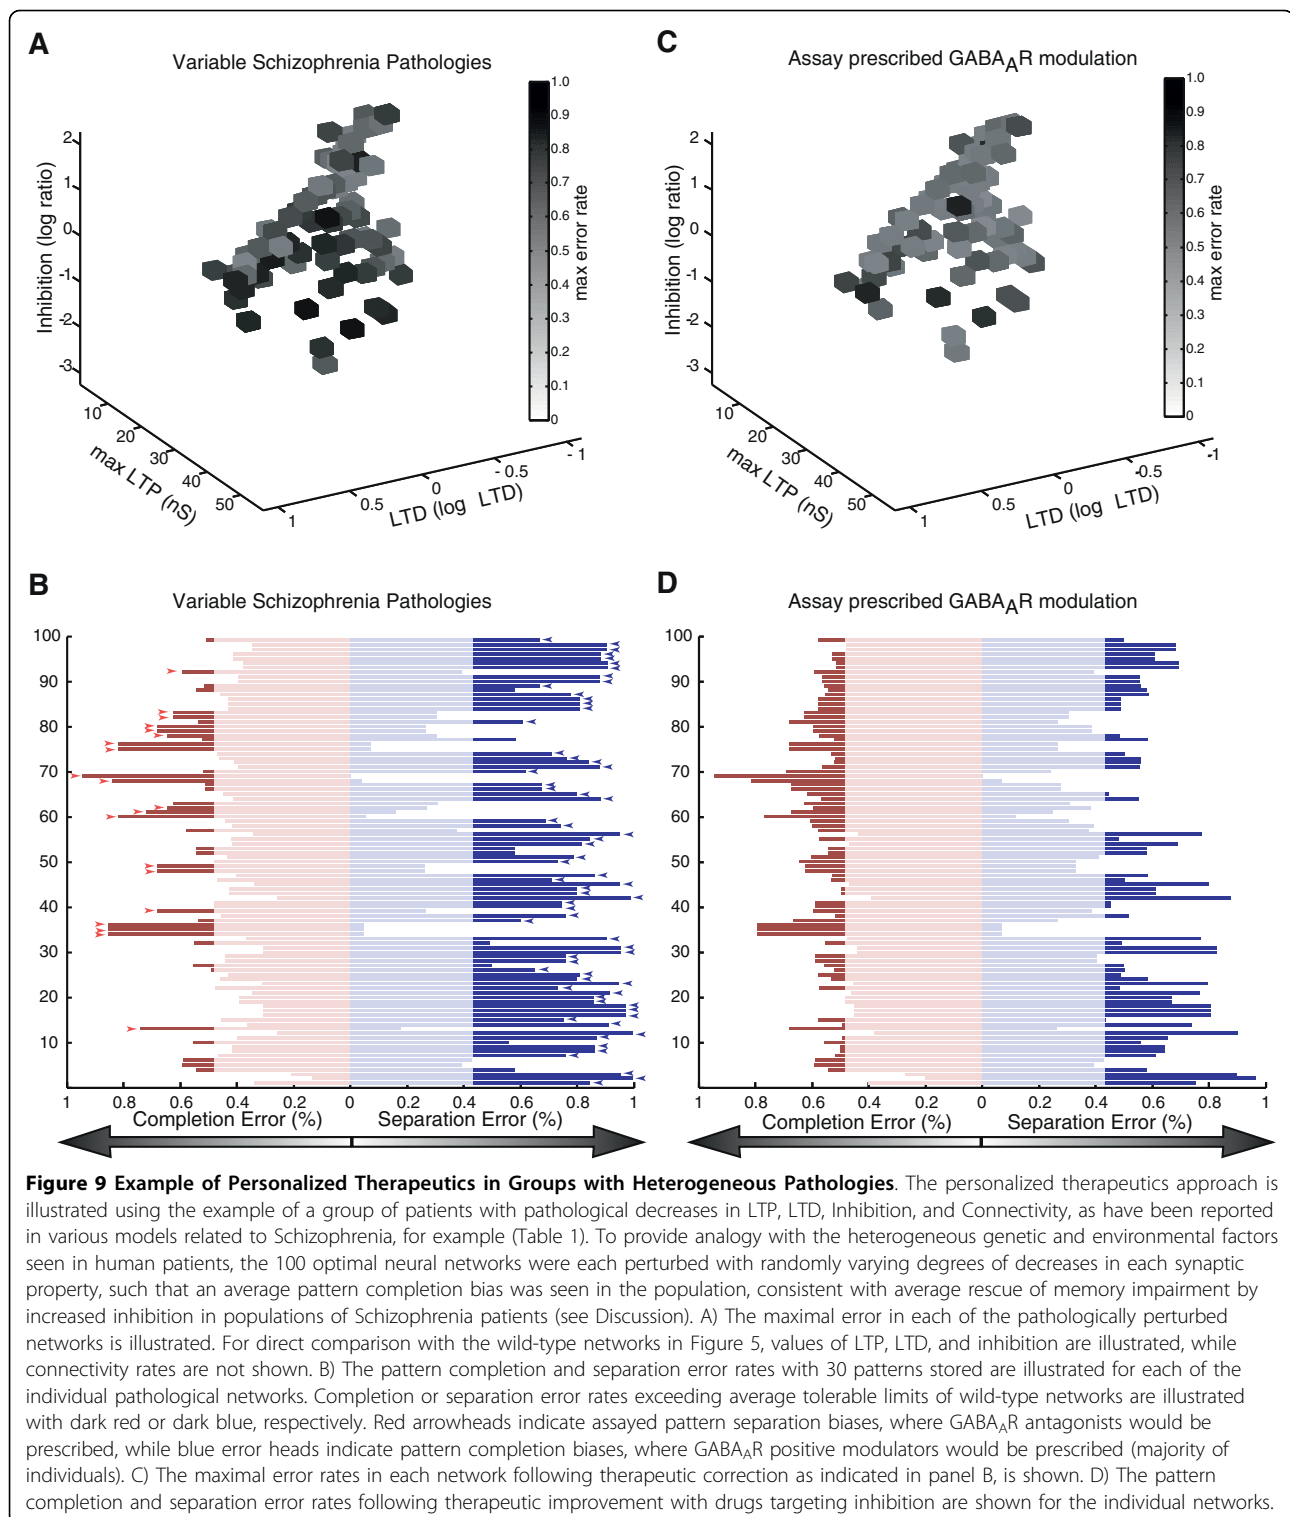 A
Variable Schizophrenia Pathologies
Inhibition (log ratio)
2
1
0
-1
-2
-3
10
20
30
40
50
max LTP (nS)
1
0.5
0
- 0.5
- 1
LTD (log LTD)
1.0
0.9
0.8
0.7
0.6
0.5
0.4
0.3
0.2
0.1
0
max error rate
C
Assay prescribed GABAAR modulation
Inhibition (log ratio)
2
1
0
-1
-2
-3
10
20
30
40
50
max LTP (nS)
1
0.5
0
-0.5
-1
LTD (log LTD)
1.0
0.9
0.8
0.7
0.6
0.5
0.4
0.3
0.2
0.1
0
max error rate
B
Variable Schizophrenia Pathologies
100
90
80
70
60
50
40
30
20
10
1 0.8 0.6 0.4 0.2 0 0.2 0.4 0.6 0.8 1
Completion Error (%) Separation Error (%)
D
Assay prescribed GABAAR modulation
100
90
80
70
60
50
40
30
20
10
1 0.8 0.6 0.4 0.2 0 0.2 0.4 0.6 0.8 1
Completion Error (%) Separation Error (%)
Figure 9 Example of Personalized Therapeutics in Groups with Heterogeneous Pathologies. The personalized therapeutics approach is
illustrated using the example of a group of patients with pathological decreases in LTP, LTD, Inhibition, and Connectivity, as have been reported
in various models related to Schizophrenia, for example (Table 1). To provide analogy with the heterogeneous genetic and environmental factors
seen in human patients, the 100 optimal neural networks were each perturbed with randomly varying degrees of decreases in each synaptic
property, such that an average pattern completion bias was seen in the population, consistent with average rescue of memory impairment by
increased inhibition in populations of Schizophrenia patients (see Discussion). A) The maximal error in each of the pathologically perturbed
networks is illustrated. For direct comparison with the wild-type networks in Figure 5, values of LTP, LTD, and inhibition are illustrated, while
connectivity rates are not shown. B) The pattern completion and separation error rates with 30 patterns stored are illustrated for each of the
individual pathological networks. Completion or separation error rates exceeding average tolerable limits of wild-type networks are illustrated
with dark red or dark blue, respectively. Red arrowheads indicate assayed pattern separation biases, where GABAAR antagonists would be
prescribed, while blue error heads indicate pattern completion biases, where GABAAR positive modulators would be prescribed (majority of
individuals). C) The maximal error rates in each network following therapeutic correction as indicated in panel B, is shown. D) The pattern
completion and separation error rates following therapeutic improvement with drugs targeting inhibition are shown for the individual networks.